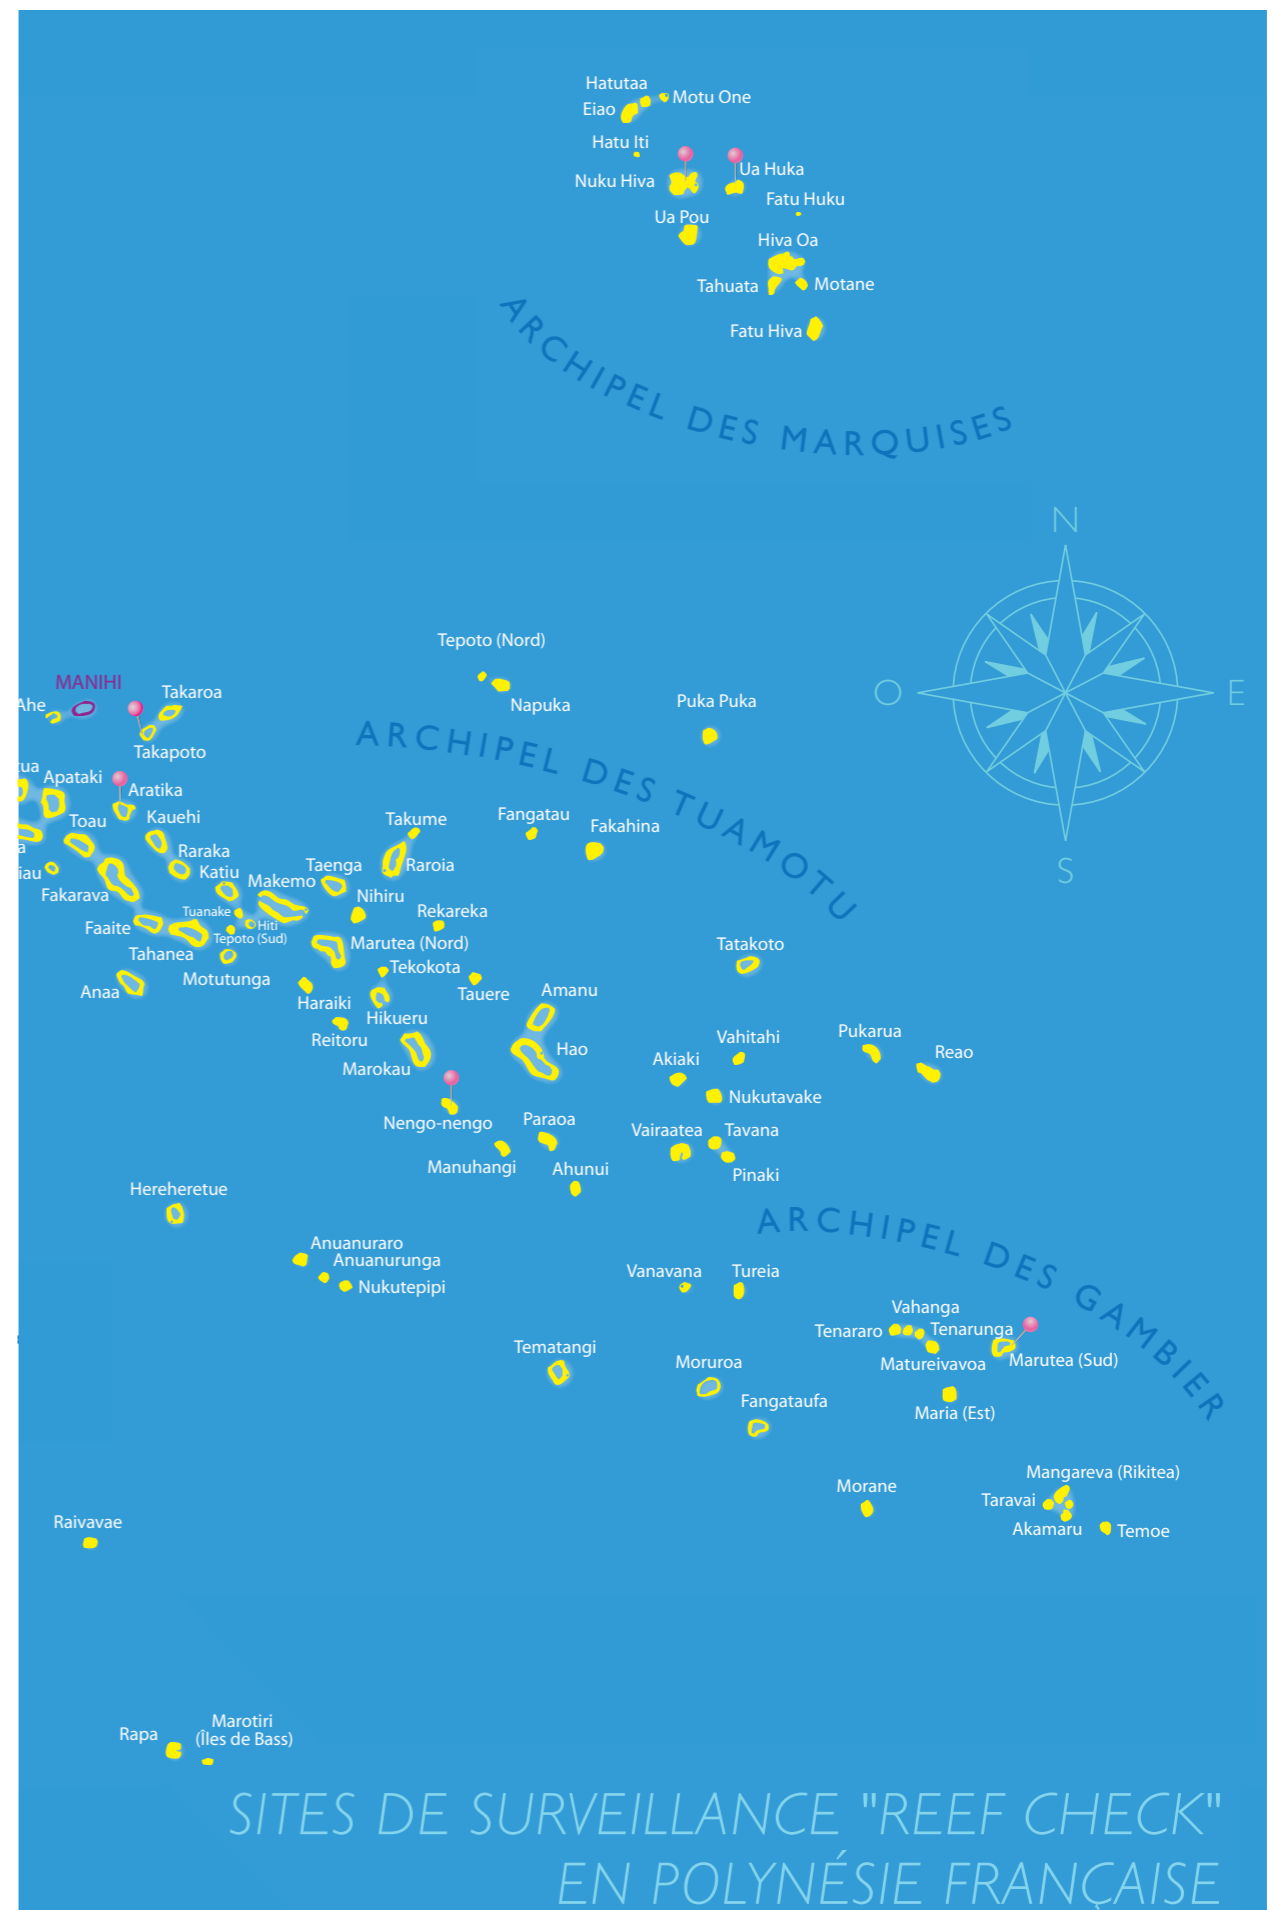 Hatutaa
Motu One
Eiao
Hatu Iti
Ua Huka
Nuku Hiva
Fatu Huku
Ua Pou
Hiva Oa
Tahuata
Motane
Fatu Hiva
ARCHIPEL DES MARQUISES
N
O
E
S
Tepoto (Nord)
MANIHI
Takaroa
Ahe
Napuka
Puka Puka
ARCHIPEL DES TUAMOTU
Takapoto
tua
Apataki
Aratika
Toau
Kauehi
Takume
Fangatau
Fakahina
a
Raraka
iau
Katiu
Makemo
Taenga
Raroia
Fakarava
Nihiru
Tuanake
Rekareka
Faaite
Hiti
Tepoto (Sud)
Marutea (Nord)
Tatakoto
Tahanea
Tekokota
Motutunga
Anaa
Haraiki
Tauere
Amanu
Hikueru
Reitoru
Hao
Vahitahi
Pukarua
Reao
Marokau
Akiaki
Nukutavake
Nengo-nengo
Paraoa
Vairaatea
Tavana
Manuhangi
Ahunui
Pinaki
Hereheretue
ARCHIPEL DES GAMBIER
Anuanuraro
Anuanurunga
Nukutepipi
Vanavana
Tureia
Vahanga
Tenararo
Tenarunga
Tematangi
Moruroa
Matureivavoa
Marutea (Sud)
Fangataufa
Maria (Est)
Mangareva (Rikitea)
Morane
Taravai
Akamaru
Temoe
Raivavae
Rapa
Marotiri
(Îles de Bass)
SITES DE SURVEILLANCE "REEF CHECK"
EN POLYNÉSIE FRANÇAISE